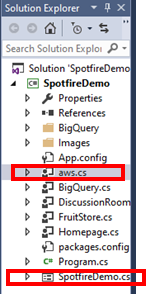 Solution Explorer
Search Solution Explo
Solution 'SpotfireDemo
SpotfireDemo
Properties
References
BigQuery
Images
App.config
aws.cs
BigQuery.cs
DiscussionRoom
FruitStore.cs
Homepage.cs
packages.config
Program.cs
SpotfireDemo.cs